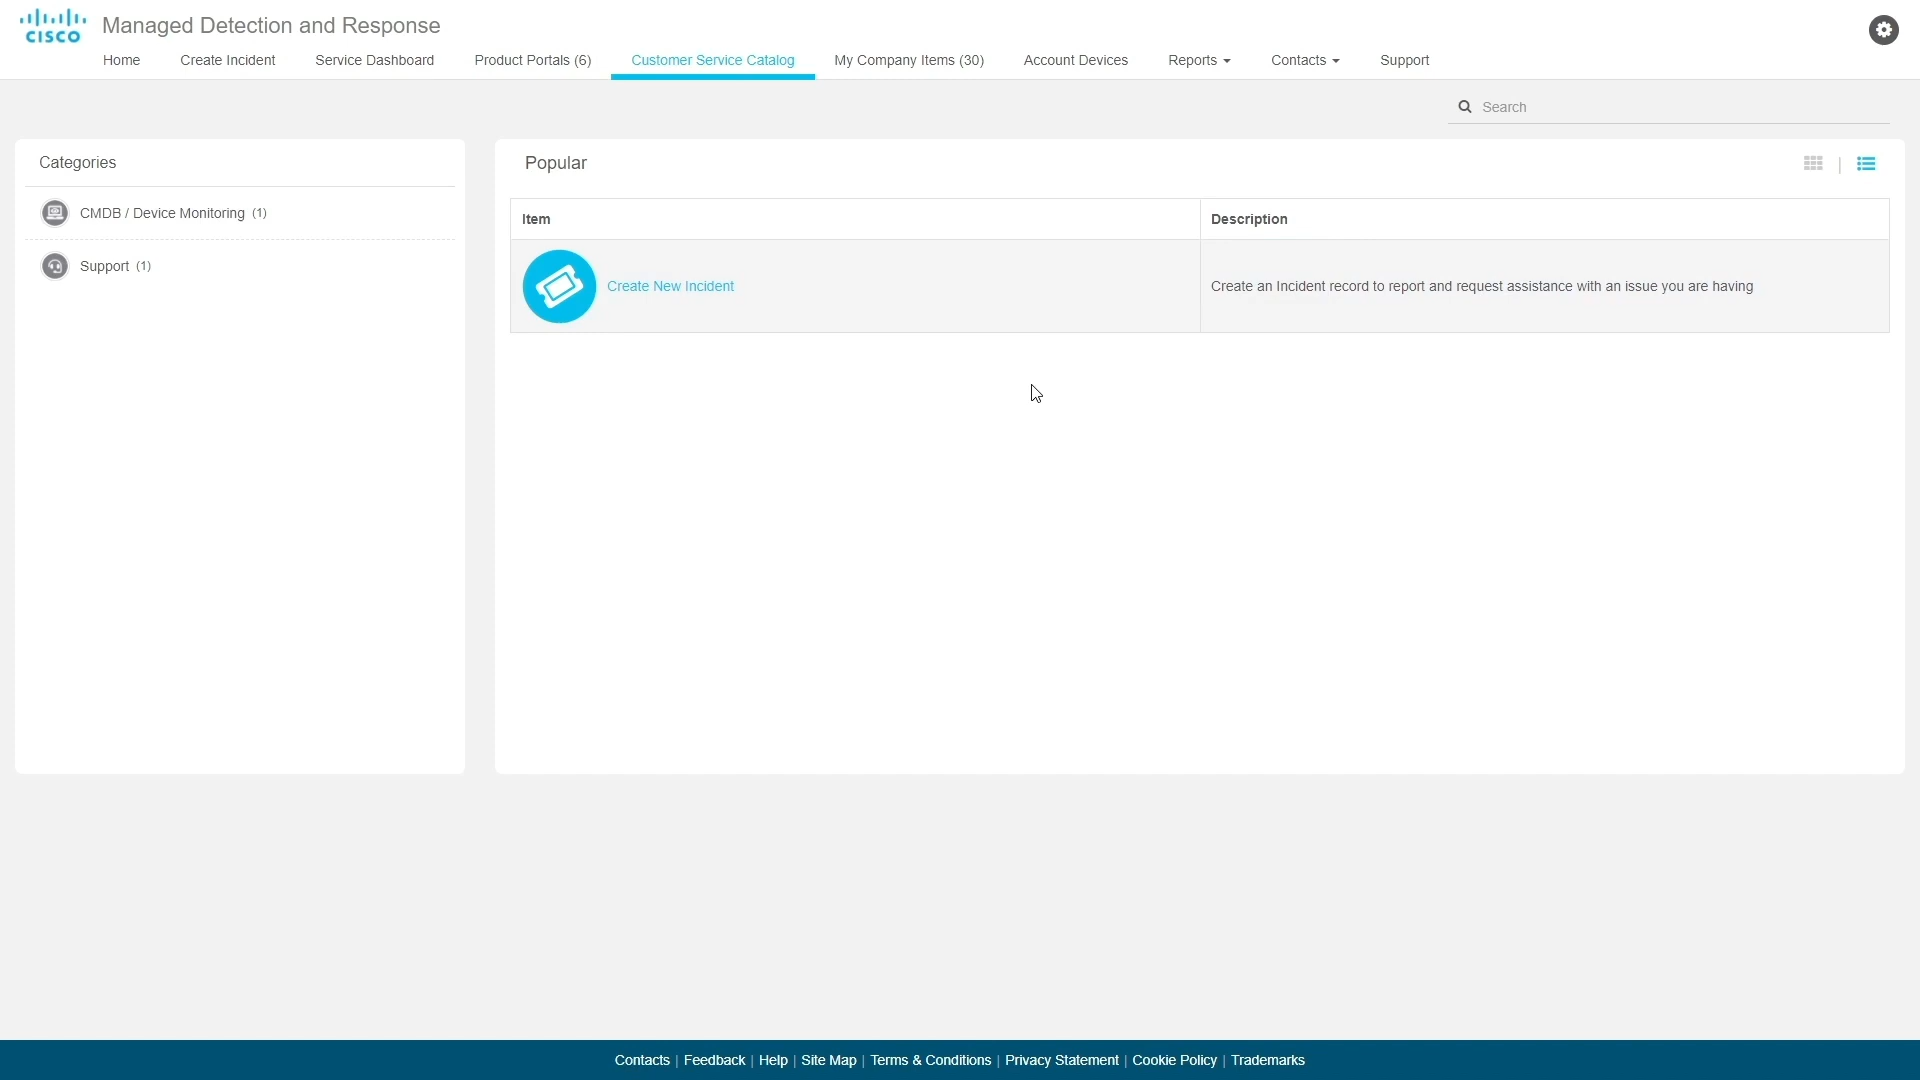 CISCO
Managed Detection and Response
Home
Create Incident
Service Dashboard
Product Portals (6)
Customer Service Catalog
My Company Items (30)
Account Devices
Reports
Contacts
Support
Search
Categories
CMDB / Device Monitoring (1)
Support (1)
Popular
Item
Description
Create New Incident
Create an Incident record to report and request assistance with an issue you are having
Contacts | Feedback | Help | Site Map | Terms & Conditions | Privacy Statement | Cookie Policy | Trademarks